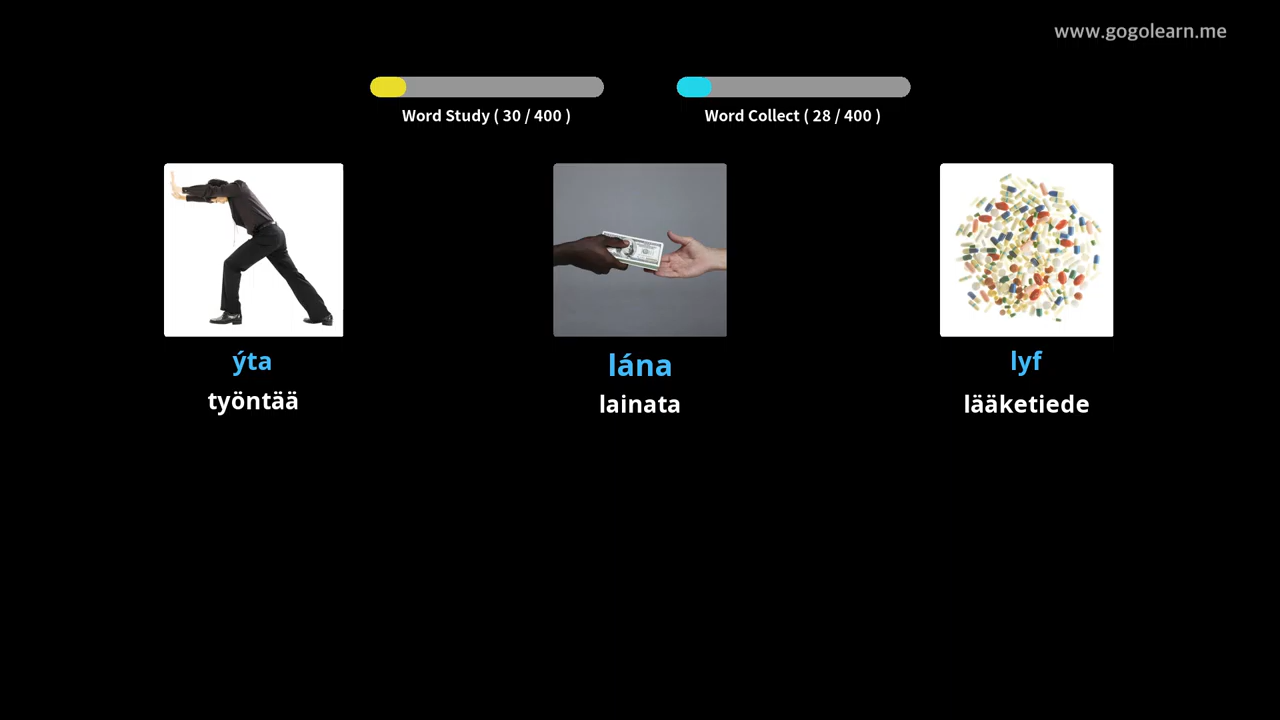 www.gogolearn.me
Word Study ( 30 / 400 )
Word Collect ( 28 / 400 )
ýta
lána
lyf
työntää
lainata
lääketiede